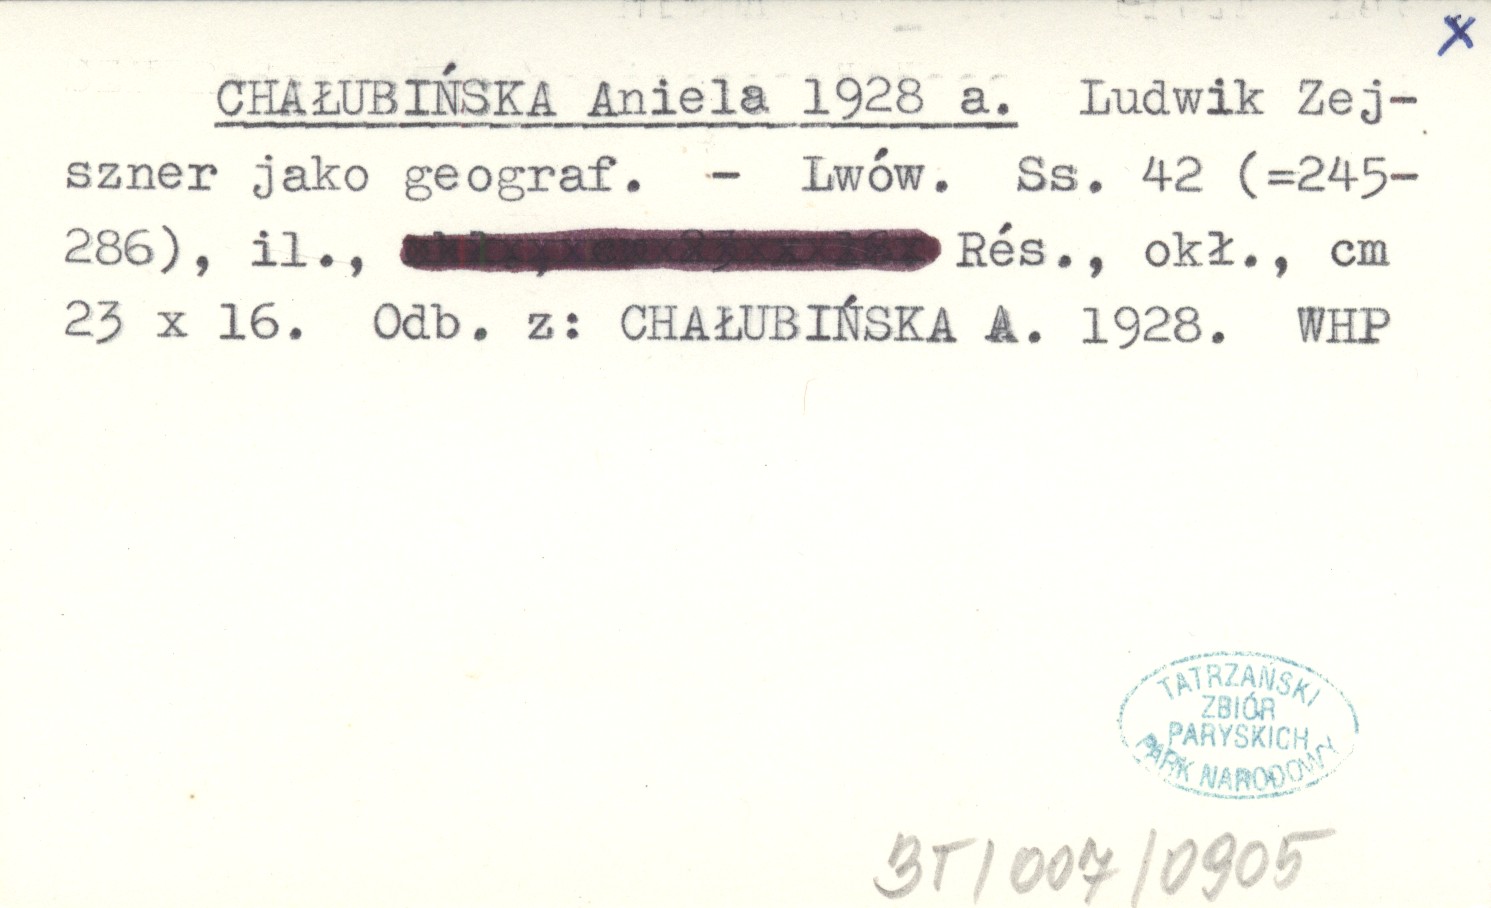 x
CHAŁUBIŃSKA Aniela 1928 a. Ludwik Zej-
szner jako geograf. - Lwów. Ss. 42 (=245-
286), il., Rés., okł., cm
23 x 16. Odb. z: CHAŁUBIŃSKA A. 1928. WHP
TATRZAŃSKI
ZBIÓR
PARYSKICH
PARK NARODOWY
BT/007/0905